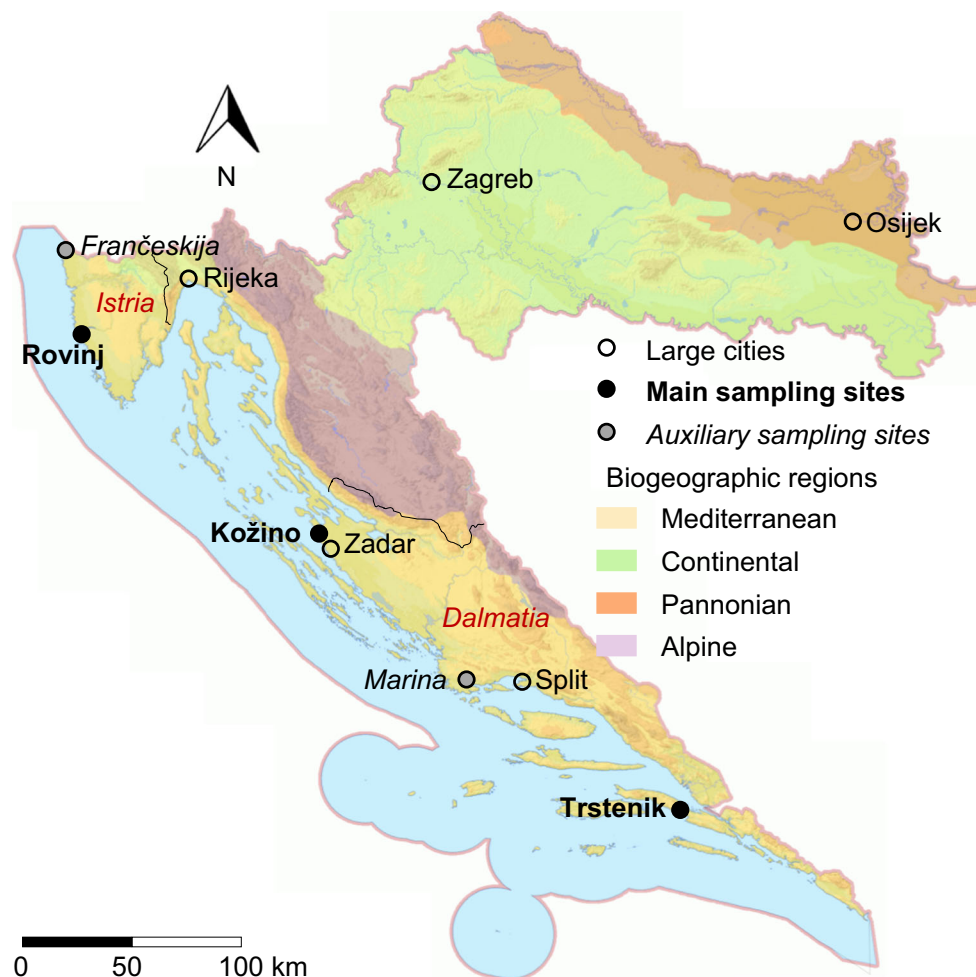 N
Zagreb
Osijek
Frančeskija
Rijeka
Istria
Rovinj
Large cities
Main sampling sites
Auxiliary sampling sites
Biogeographic regions
Mediterranean
Continental
Pannonian
Alpine
Kožino
Zadar
Dalmatia
Marina
Split
Trstenik
0 50 100 km